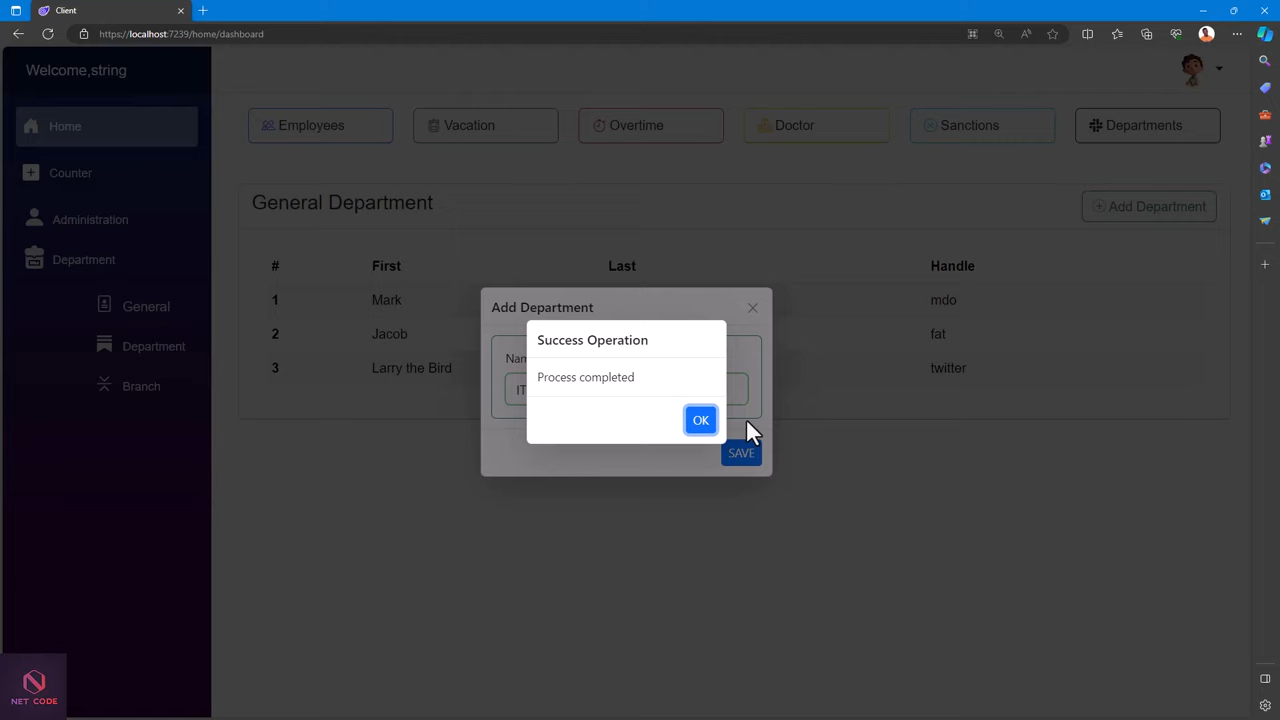 Client
https://localhost:7239/home/dashboard
Welcome,string
Home
Counter
Administration
Department
General
Department
Branch
Employees
Vacation
Overtime
Doctor
Sanctions
Departments
General Department
Add Department
# First Last Handle
1 Mark mdo
2 Jacob fat
3 Larry the Bird twitter
Add Department
Success Operation
Process completed
OK
SAVE
NET CODE